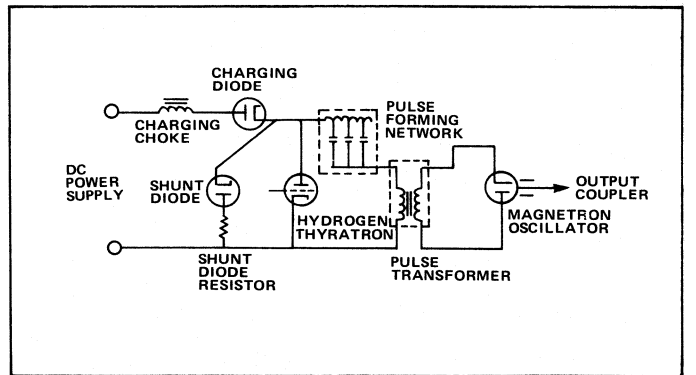 CHARGING
DIODE
CHARGING
CHOKE
PULSE
FORMING
NETWORK
DC
POWER
SUPPLY
SHUNT
DIODE
HYDROGEN
THYRATRON
SHUNT
DIODE
RESISTOR
PULSE
TRANSFORMER
OUTPUT
COUPLER
MAGNETRON
OSCILLATOR